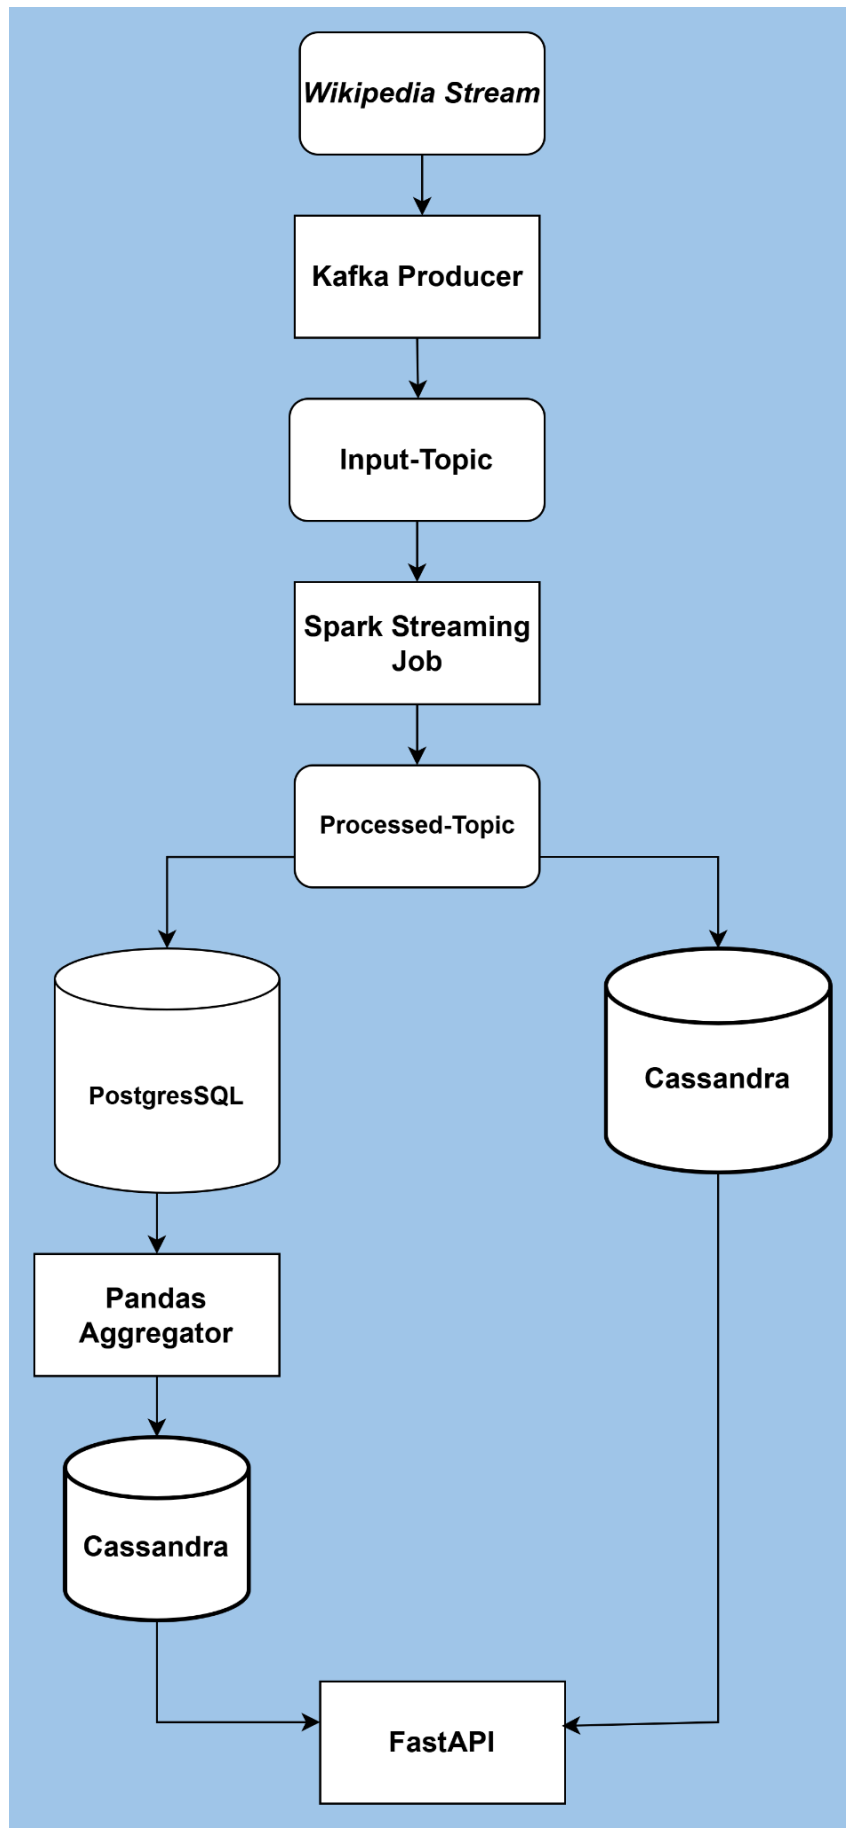 Wikipedia Stream
Kafka Producer
Input-Topic
Spark Streaming
Job
Processed-Topic
PostgresSQL
Cassandra
Pandas
Aggregator
Cassandra
FastAPI